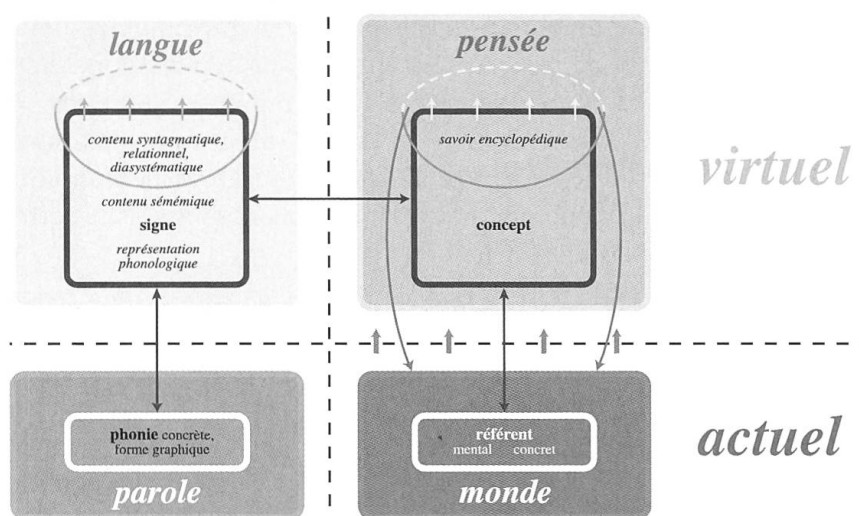 langue
contenu syntagmatique,
relationnel,
diasystématique
contenu sémémique
signe
représentation
phonologique
pensée
savoir encyclopédique
concept
virtuel
phonie concrète,
forme graphique
parole
référent
mental concret
monde
actuel